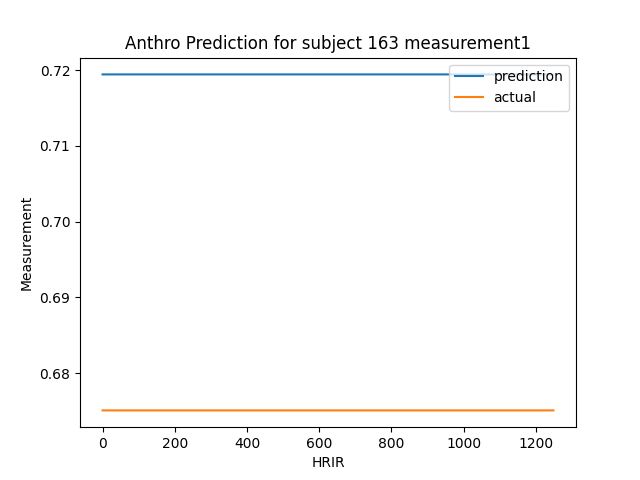 Anthro Prediction for subject 163 measurement1
prediction
actual
0.72
0.71
0.70
0.69
0.68
Measurement
0 200 400 600 800 1000 1200
HRIR